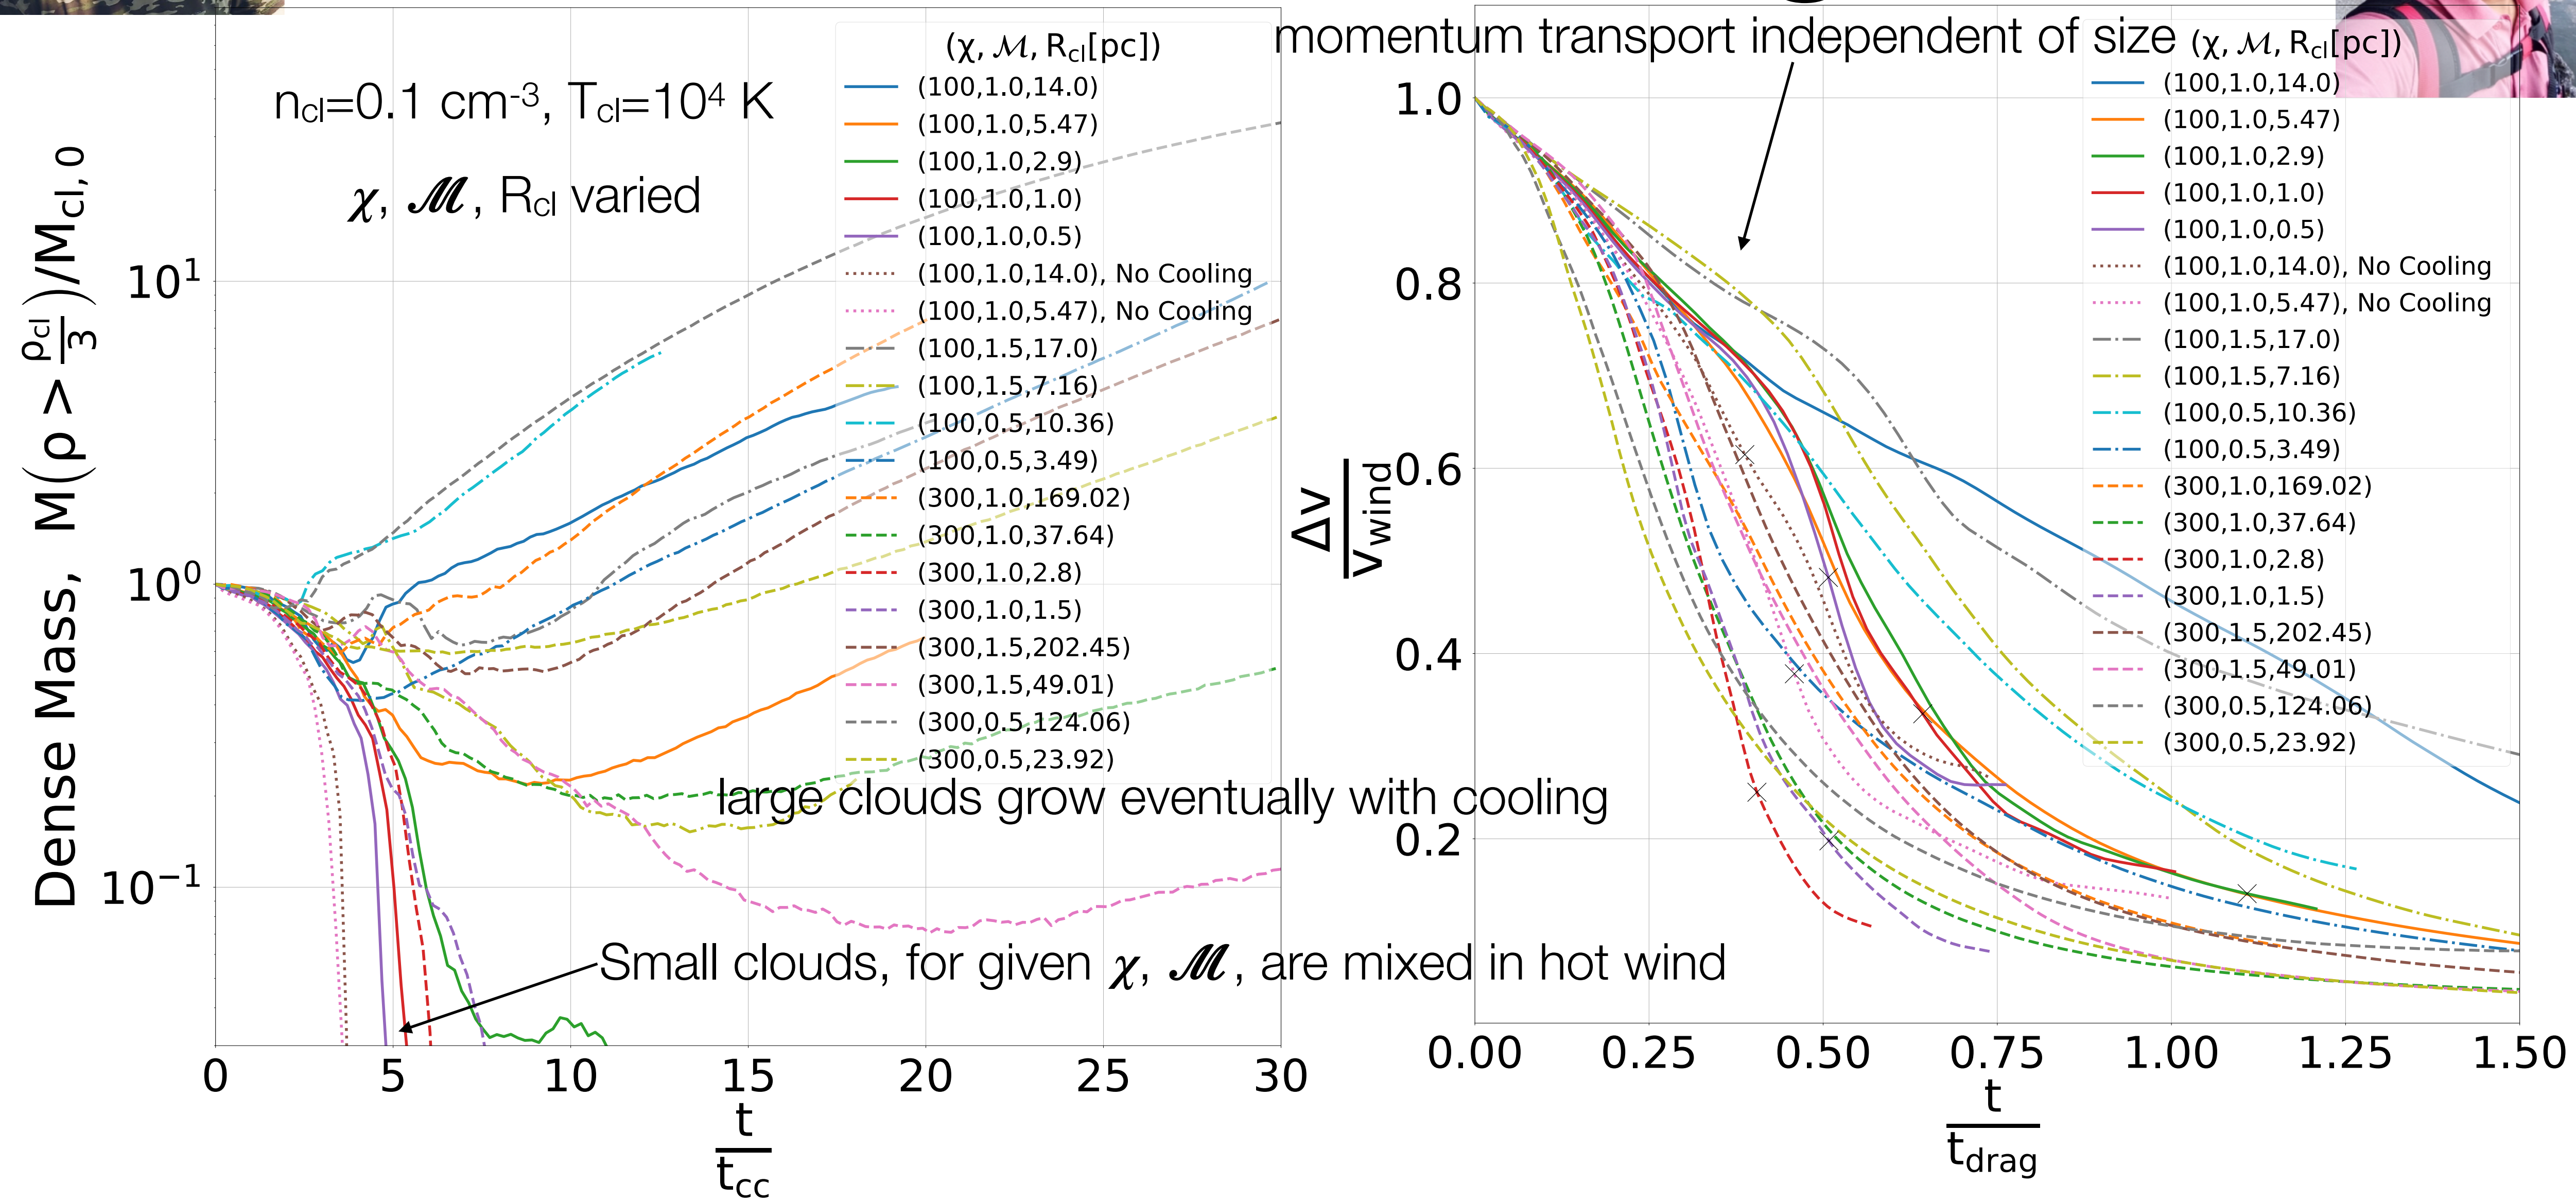 n_cl=0.1 cm^-3, T_cl=10^4 K
χ, ℳ, R_cl varied
Dense Mass, M(ρ > ρ_cl/3)/M_cl, 0
10^1
10^0
10^−1
0 5 10 15 20 25 30
t/t_cc
(χ, ℳ, R_cl[pc])
(100,1.0,14.0)
(100,1.0,5.47)
(100,1.0,2.9)
(100,1.0,1.0)
(100,1.0,0.5)
(100,1.0,14.0), No Cooling
(100,1.0,5.47), No Cooling
(100,1.5,17.0)
(100,1.5,7.16)
(100,0.5,10.36)
(100,0.5,3.49)
(300,1.0,169.02)
(300,1.0,37.64)
(300,1.0,2.8)
(300,1.0,1.5)
(300,1.5,202.45)
(300,1.5,49.01)
(300,0.5,124.06)
(300,0.5,23.92)
large clouds grow eventually with cooling
Small clouds, for given χ, ℳ, are mixed in hot wind
momentum transport independent of size
Δv/v_wind
1.0
0.8
0.6
0.4
0.2
0.00 0.25 0.50 0.75 1.00 1.25 1.50
t/t_drag
(χ, ℳ, R_cl[pc])
(100,1.0,14.0)
(100,1.0,5.47)
(100,1.0,2.9)
(100,1.0,1.0)
(100,1.0,0.5)
(100,1.0,14.0), No Cooling
(100,1.0,5.47), No Cooling
(100,1.5,17.0)
(100,1.5,7.16)
(100,0.5,10.36)
(100,0.5,3.49)
(300,1.0,169.02)
(300,1.0,37.64)
(300,1.0,2.8)
(300,1.0,1.5)
(300,1.5,202.45)
(300,1.5,49.01)
(300,0.5,124.06)
(300,0.5,23.92)